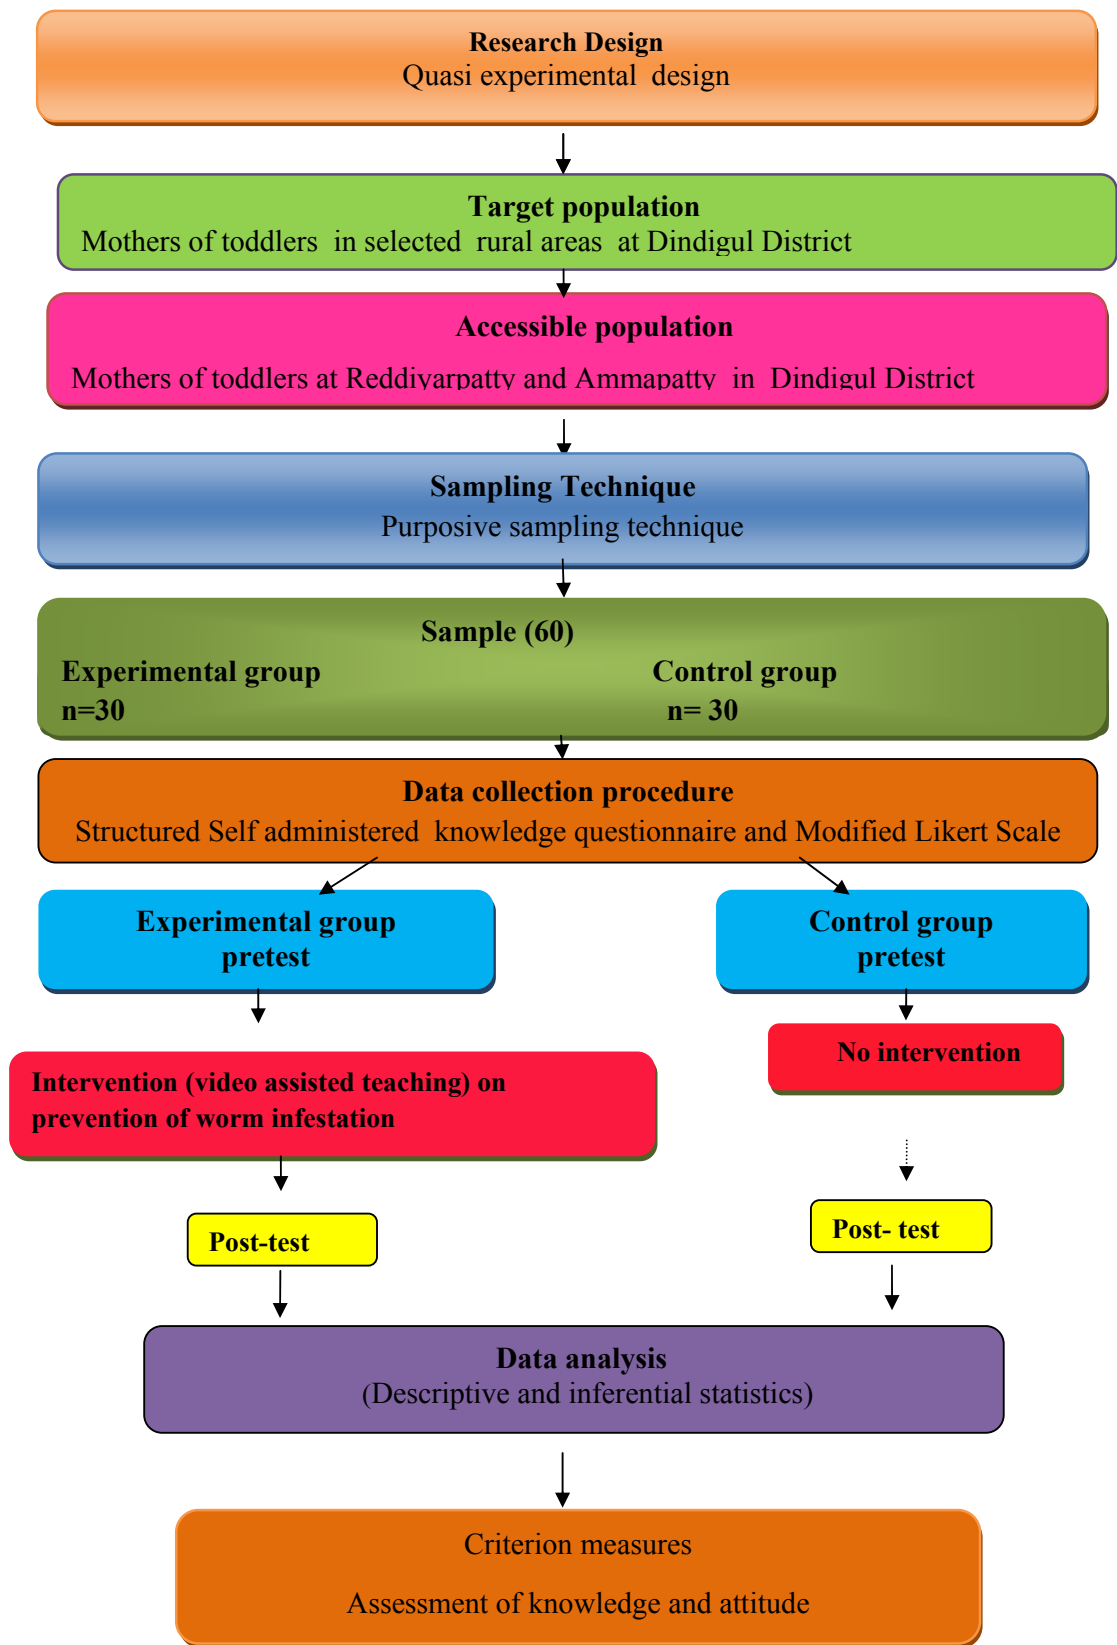 Research Design
Quasi experimental design
Target population
Mothers of toddlers in selected rural areas at Dindigul District
Accessible population
Mothers of toddlers at Reddiyarpatty and Ammapatty in Dindigul District
Sampling Technique
Purposive sampling technique
Sample (60)
Experimental group Control group
n=30 n= 30
Data collection procedure
Structured Self administered knowledge questionnaire and Modified Likert Scale
Experimental group
pretest
Control group
pretest
No intervention
Intervention (video assisted teaching) on
prevention of worm infestation
Post-test
Post- test
Data analysis
(Descriptive and inferential statistics)
Criterion measures
Assessment of knowledge and attitude